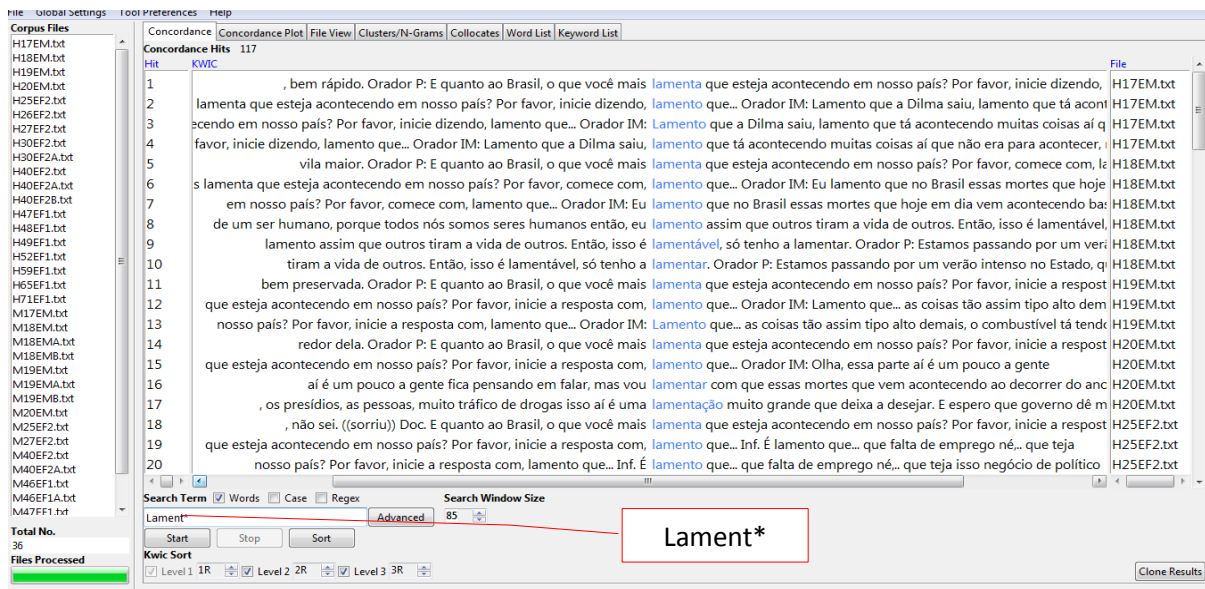 File Global Settings Tool Preferences Help
Corpus Files
H17EM.txt
H18EM.txt
H19EM.txt
H20EM.txt
H25EF2.txt
H26EF2.txt
H27EF2.txt
H30EF2.txt
H30EF2A.txt
H40EF2.txt
H40EF2A.txt
H40EF2B.txt
H47EF1.txt
H48EF1.txt
H49EF1.txt
H52EF1.txt
H59EF1.txt
H65EF1.txt
H71EF1.txt
M17EM.txt
M18EM.txt
M18EMA.txt
M18EMB.txt
M19EM.txt
M19EMA.txt
M19EMB.txt
M20EM.txt
M25EF2.txt
M27EF2.txt
M40EF2.txt
M40EF2A.txt
M46EF1.txt
M46EF1A.txt
M47EF1.txt
Total No.
36
Files Processed
Concordance Concordance Plot File View Clusters/N-Grams Collocates Word List Keyword List
Concordance Hits 117
Hit KWIC File
1 , bem rápido. Orador P: E quanto ao Brasil, o que você mais lamenta que esteja acontecendo em nosso país? Por favor, inicie dizendo, H17EM.txt
2 lamenta que esteja acontecendo em nosso país? Por favor, inicie dizendo, lamento que... Orador IM: Lamento que a Dilma saiu, lamento que tá acont H17EM.txt
3 ecendo em nosso país? Por favor, inicie dizendo, lamento que... Orador IM: Lamento que a Dilma saiu, lamento que tá acontecendo muitas coisas aí q H17EM.txt
4 favor, inicie dizendo, lamento que... Orador IM: Lamento que a Dilma saiu, lamento que tá acontecendo muitas coisas aí que não era para acontecer, H17EM.txt
5 vila maior. Orador P: E quanto ao Brasil, o que você mais lamenta que esteja acontecendo em nosso país? Por favor, comece com, la H18EM.txt
6 s lamenta que esteja acontecendo em nosso país? Por favor, comece com, lamento que... Orador IM: Eu lamento que no Brasil essas mortes que hoje H18EM.txt
7 em nosso país? Por favor, comece com, lamento que... Orador IM: Eu lamento que no Brasil essas mortes que hoje em dia vem acontecendo bas H18EM.txt
8 de um ser humano, porque todos nós somos seres humanos então, eu lamento assim que outros tiram a vida de outros. Então, isso é lamentável, H18EM.txt
9 lamento assim que outros tiram a vida de outros. Então, isso é lamentável, só tenho a lamentar. Orador P: Estamos passando por um ver H18EM.txt
10 tiram a vida de outros. Então, isso é lamentável, só tenho a lamentar. Orador P: Estamos passando por um verão intenso no Estado, q H18EM.txt
11 bem preservada. Orador P: E quanto ao Brasil, o que você mais lamenta que esteja acontecendo em nosso país? Por favor, inicie a respost H19EM.txt
12 que esteja acontecendo em nosso país? Por favor, inicie a resposta com, lamento que... Orador IM: Lamento que... as coisas tão assim tipo alto dem H19EM.txt
13 nosso país? Por favor, inicie a resposta com, lamento que... Orador IM: Lamento que... as coisas tão assim tipo alto demais, o combustível tá tendo H19EM.txt
14 redor dela. Orador P: E quanto ao Brasil, o que você mais lamenta que esteja acontecendo em nosso país? Por favor, inicie a respost H20EM.txt
15 que esteja acontecendo em nosso país? Por favor, inicie a resposta com, lamento que... Orador IM: Olha, essa parte aí é um pouco a gente H20EM.txt
16 aí é um pouco a gente fica pensando em falar, mas vou lamentar com que essas mortes que vem acontecendo ao decorrer do ano H20EM.txt
17 , os presídios, as pessoas, muito tráfico de drogas isso aí é uma lamentação muito grande que deixa a desejar. E espero que governo dê m H20EM.txt
18 , não sei. ((sorriu)) Doc. E quanto ao Brasil, o que você mais lamenta que esteja acontecendo em nosso país? Por favor, inicie a respost H25EF2.txt
19 que esteja acontecendo em nosso país? Por favor, inicie a resposta com, lamento que... Inf. É lamento que... que falta de emprego né,.. que teja H25EF2.txt
20 nosso país? Por favor, inicie a resposta com, lamento que... Inf. É lamento que... que falta de emprego né,.. que teja isso negócio de político H25EF2.txt
Search Term Words Case Regex Search Window Size
Lament* Advanced 85
Start Stop Sort
Kwic Sort
Level 1 1R Level 2 2R Level 3 3R Clone Results
Lament*